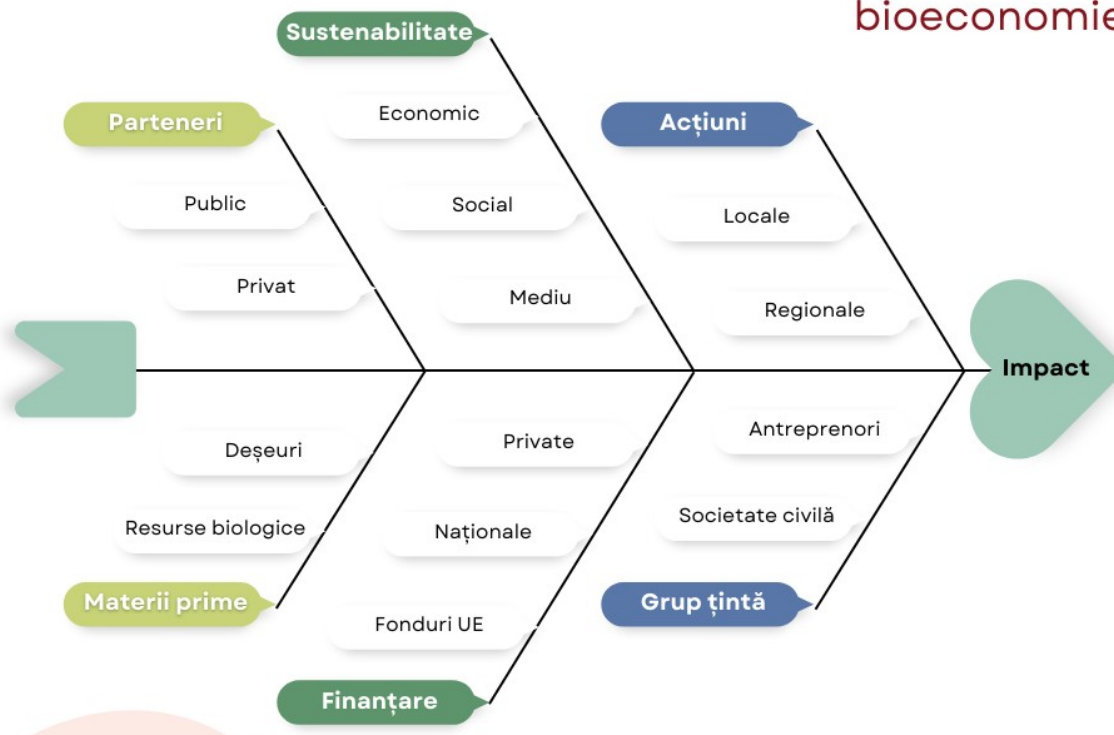 bioeconomie
Sustenabilitate
Economic
Social
Mediu
Parteneri
Public
Privat
Acțiuni
Locale
Regionale
Impact
Deșeuri
Resurse biologice
Materii prime
Private
Naționale
Fonduri UE
Finanțare
Antreprenori
Societate civilă
Grup țintă